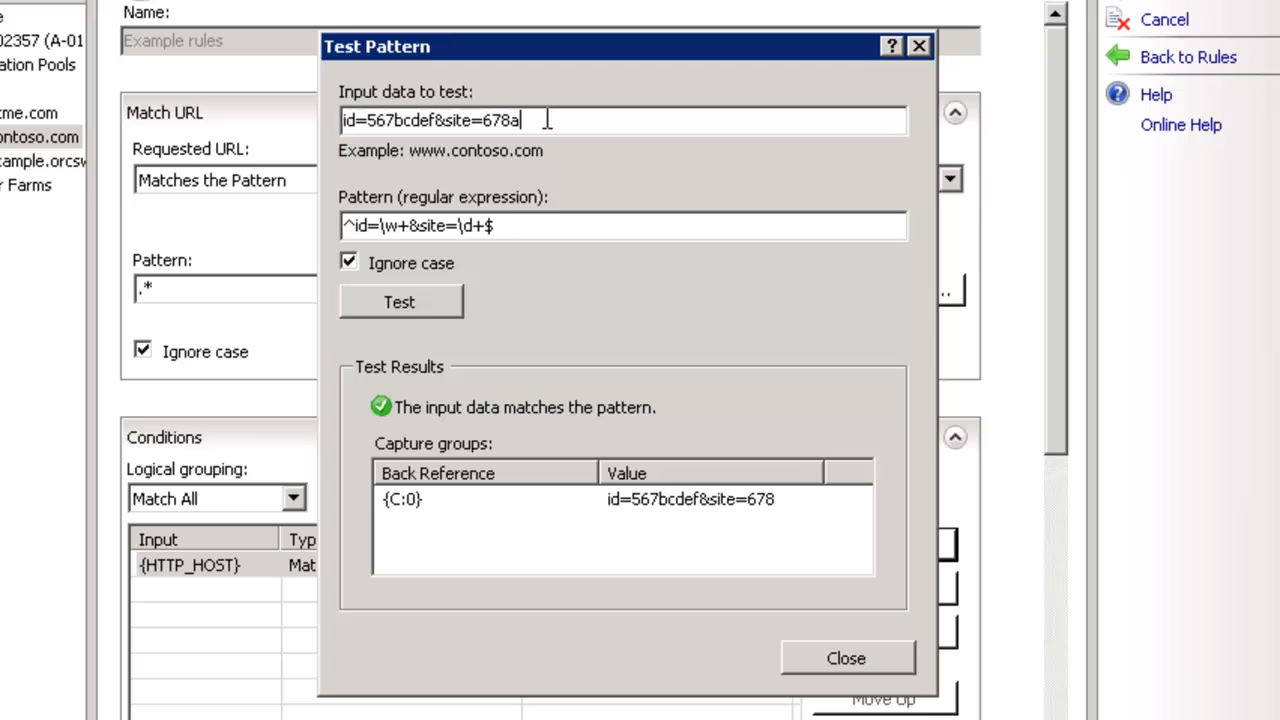 Name:
Example rules
e
02357 (A-01
ation Pools
me.com
ontoso.com
ample.orcsw
r Farms
Match URL
Requested URL:
Matches the Pattern
Pattern:
.*
Ignore case
Conditions
Logical grouping:
Match All
Input
Typ
{HTTP_HOST}
Mat
Move Up
Test Pattern
Input data to test:
id=567bcdef&site=678a
Example: www.contoso.com
Pattern (regular expression):
^id=\w+&site=\d+$
Ignore case
Test
Test Results
The input data matches the pattern.
Capture groups:
Back Reference Value
{C:0} id=567bcdef&site=678
Close
..
Cancel
Back to Rules
Help
Online Help